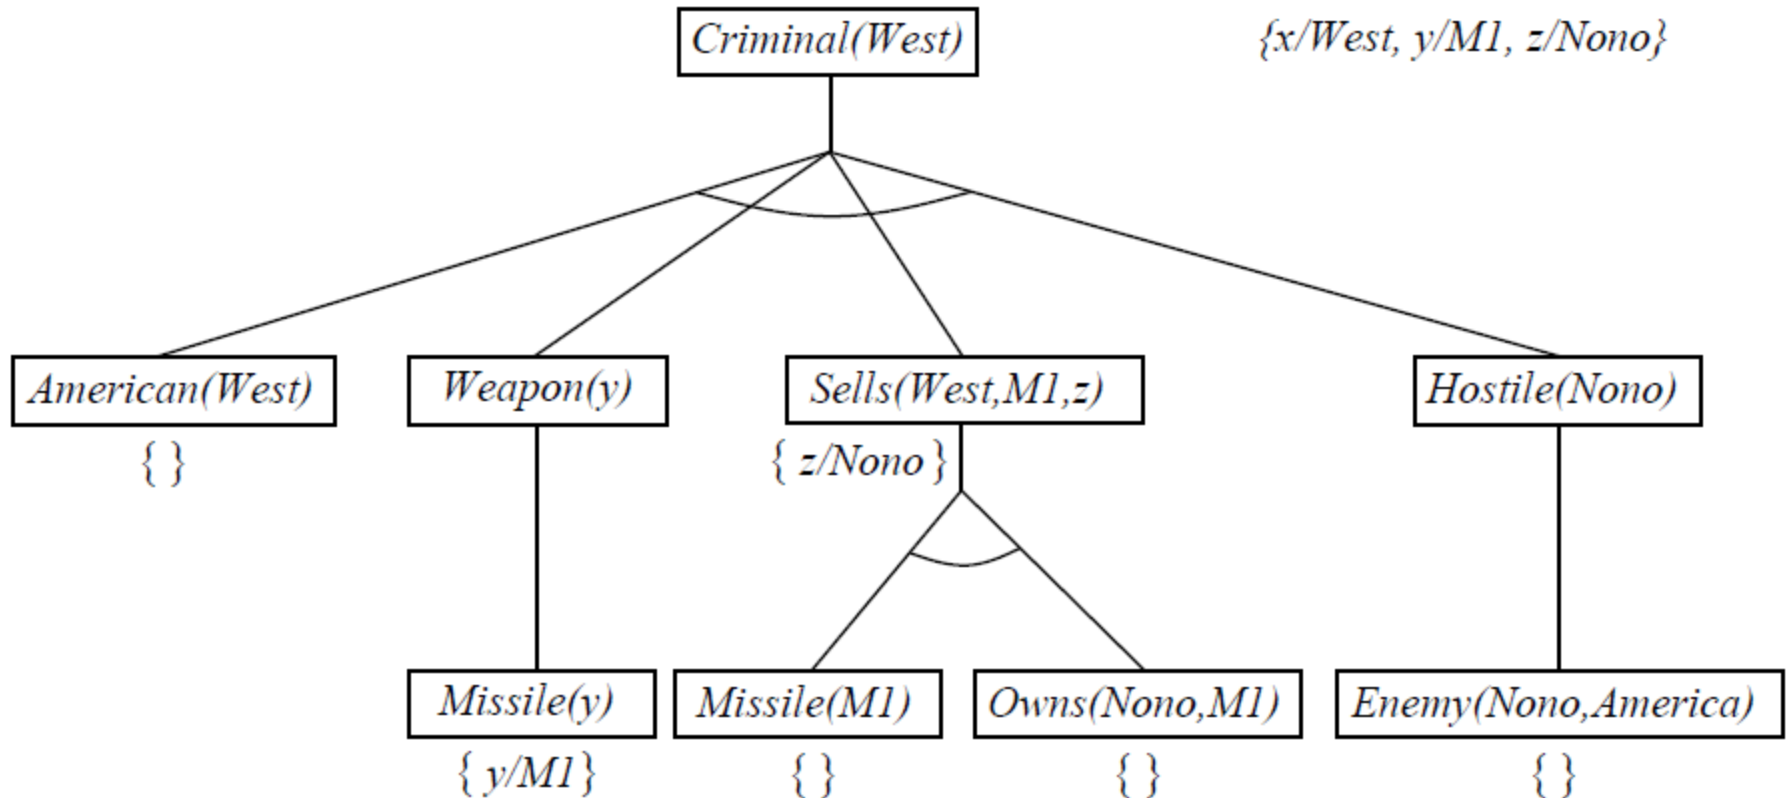 Criminal(West)
{x/West, y/M1, z/Nono}
American(West)
Weapon(y)
Sells(West,M1,z)
Hostile(Nono)
{ }
{ z/Nono }
Missile(y)
Missile(M1)
Owns(Nono,M1)
Enemy(Nono,America)
{ y/M1}
{ }
{ }
{ }